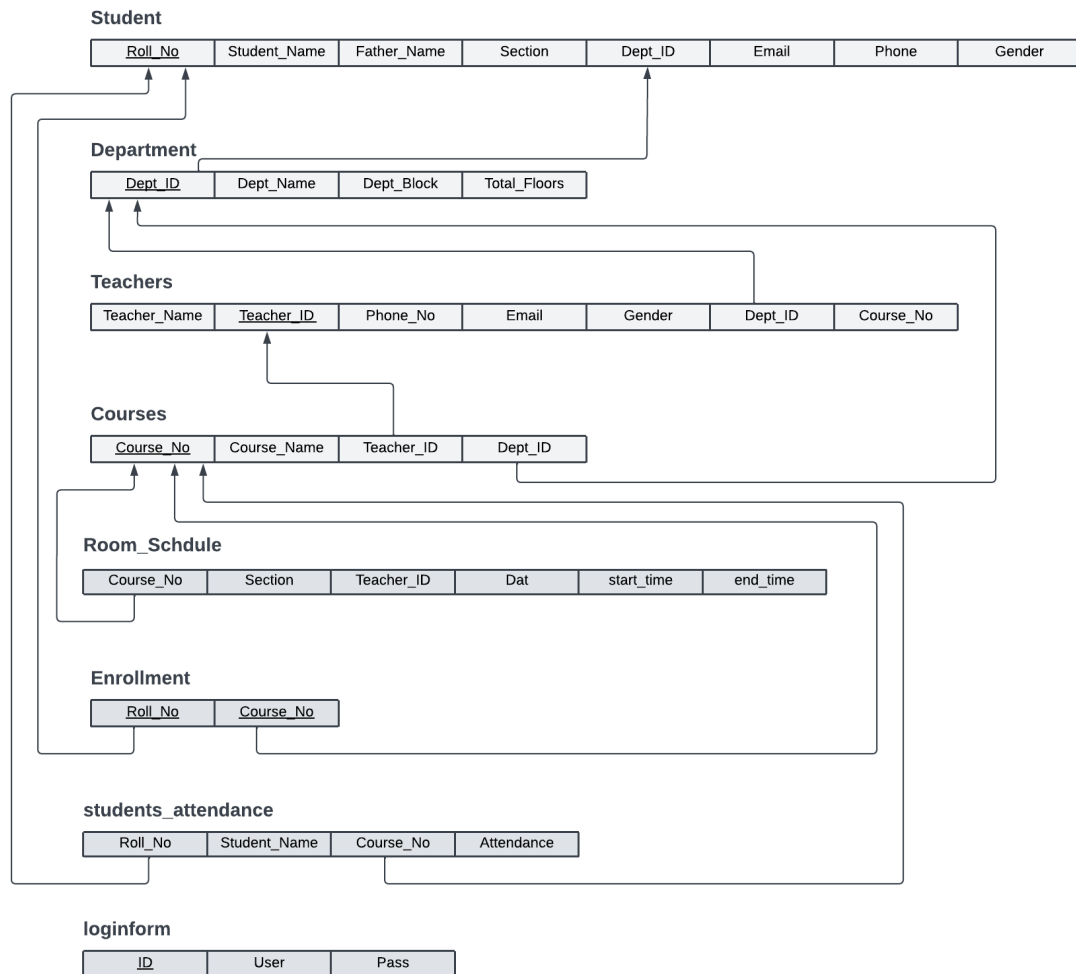 Student
Roll_No Student_Name Father_Name Section Dept_ID Email Phone Gender
Department
Dept_ID Dept_Name Dept_Block Total_Floors
Teachers
Teacher_Name Teacher_ID Phone_No Email Gender Dept_ID Course_No
Courses
Course_No Course_Name Teacher_ID Dept_ID
Room_Schdule
Course_No Section Teacher_ID Dat start_time end_time
Enrollment
Roll_No Course_No
students_attendance
Roll_No Student_Name Course_No Attendance
loginform
ID User Pass